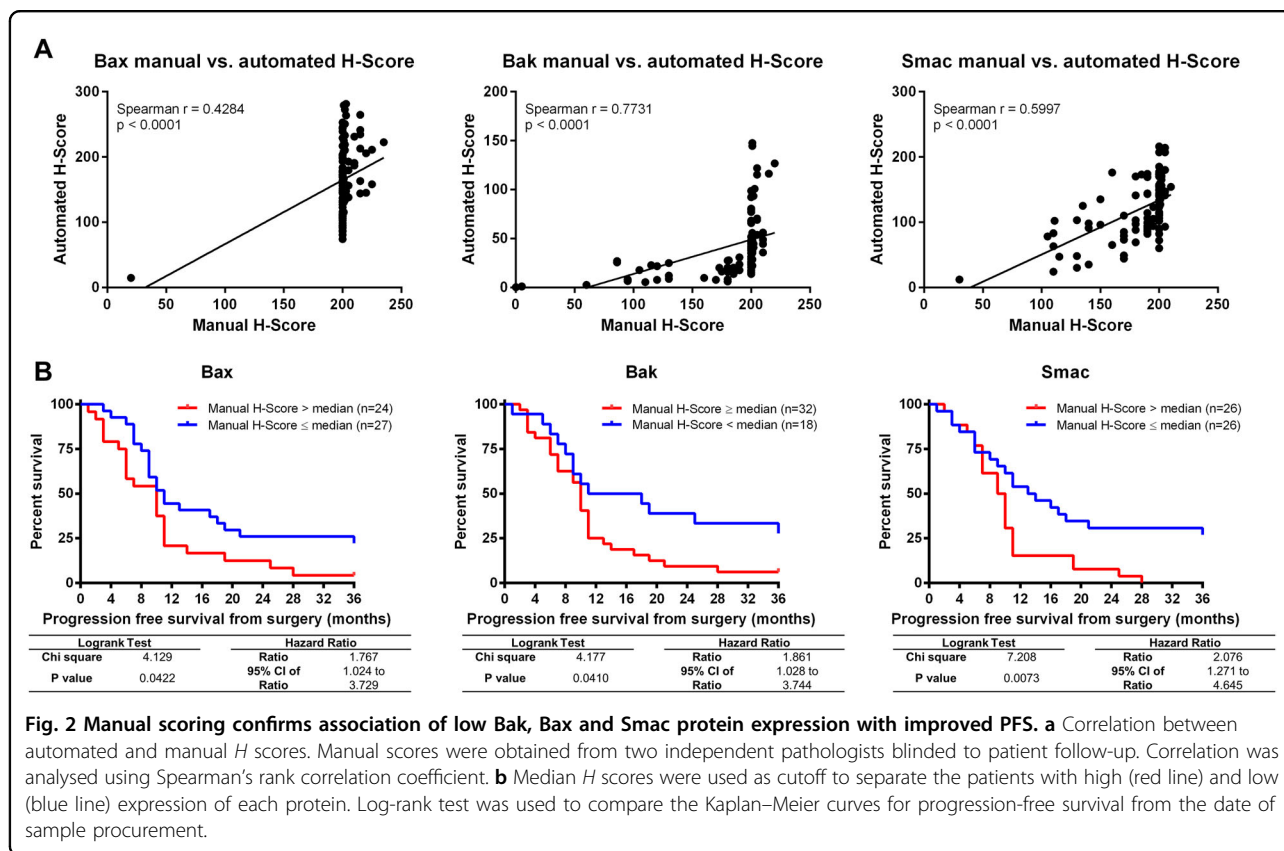 A
Bax manual vs. automated H-Score
Spearman r = 0.4284
p < 0.0001
Automated H-Score
300
200
100
0
0 50 100 150 200 250
Manual H-Score
Bak manual vs. automated H-Score
Spearman r = 0.7731
p < 0.0001
Automated H-Score
200
150
100
50
0
0 50 100 150 200 250
Manual H-Score
Smac manual vs. automated H-Score
Spearman r = 0.5997
p < 0.0001
Automated H-Score
300
200
100
0
0 50 100 150 200 250
Manual H-Score
B
Bax
Manual H-Score > median (n=24)
Manual H-Score ≤ median (n=27)
Percent survival
100
75
50
25
0
0 4 8 12 16 20 24 28 32 36
Progression free survival from surgery (months)
Logrank Test Hazard Ratio
Chi square 4.129 Ratio 1.767
P value 0.0422 95% CI of Ratio 1.024 to 3.729
Bak
Manual H-Score ≥ median (n=32)
Manual H-Score < median (n=18)
Percent survival
100
75
50
25
0
0 4 8 12 16 20 24 28 32 36
Progression free survival from surgery (months)
Logrank Test Hazard Ratio
Chi square 4.177 Ratio 1.861
P value 0.0410 95% CI of Ratio 1.028 to 3.744
Smac
Manual H-Score > median (n=26)
Manual H-Score ≤ median (n=26)
Percent survival
100
75
50
25
0
0 4 8 12 16 20 24 28 32 36
Progression free survival from surgery (months)
Logrank Test Hazard Ratio
Chi square 7.208 Ratio 2.076
P value 0.0073 95% CI of Ratio 1.271 to 4.645
Fig. 2 Manual scoring confirms association of low Bak, Bax and Smac protein expression with improved PFS. a Correlation between
automated and manual H scores. Manual scores were obtained from two independent pathologists blinded to patient follow-up. Correlation was
analysed using Spearman's rank correlation coefficient. b Median H scores were used as cutoff to separate the patients with high (red line) and low
(blue line) expression of each protein. Log-rank test was used to compare the Kaplan–Meier curves for progression-free survival from the date of
sample procurement.